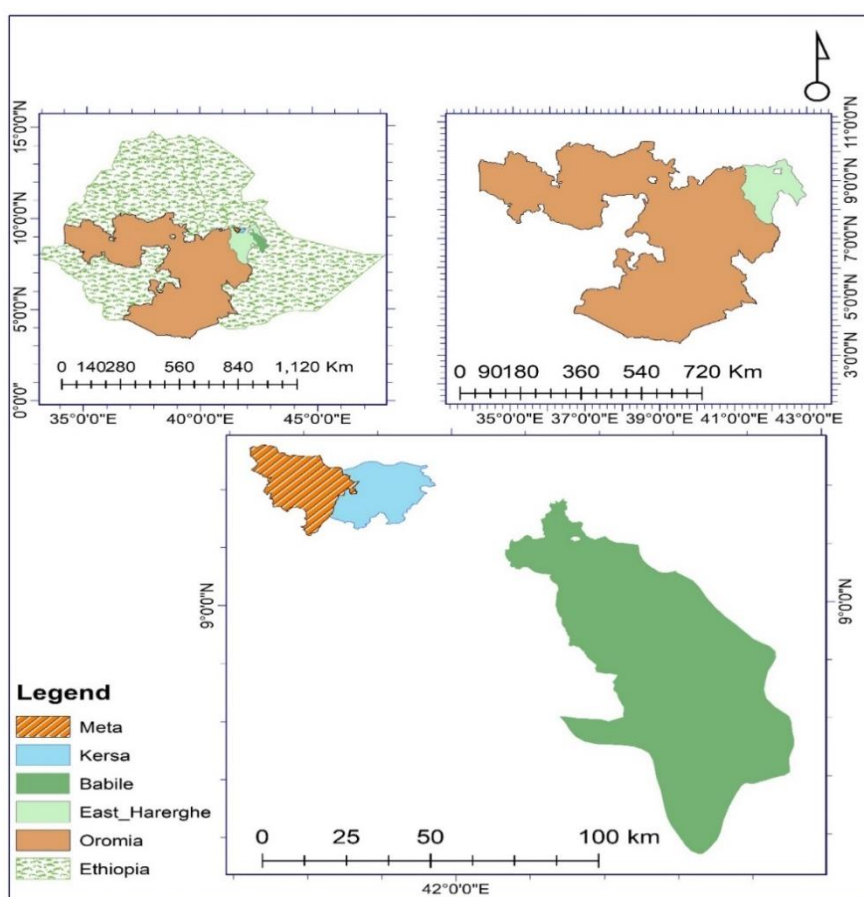 15°0'0"N
10°0'0"N
5°0'0"N
0°0'0"
0 140280 560 840 1,120 Km
35°0'0"E 40°0'0"E 45°0'0"E
11°0'0"N
9°0'0"N
7°0'0"N
5°0'0"N
3°0'0"N
0 90180 360 540 720 Km
35°0'0"E 37°0'0"E 39°0'0"E 41°0'0"E 43°0'0"E
9°0'0"N
9°0'0"N
Legend
Meta
Kersa
Babile
East_Harerghe
Oromia
Ethiopia
0 25 50 100 km
42°0'0"E